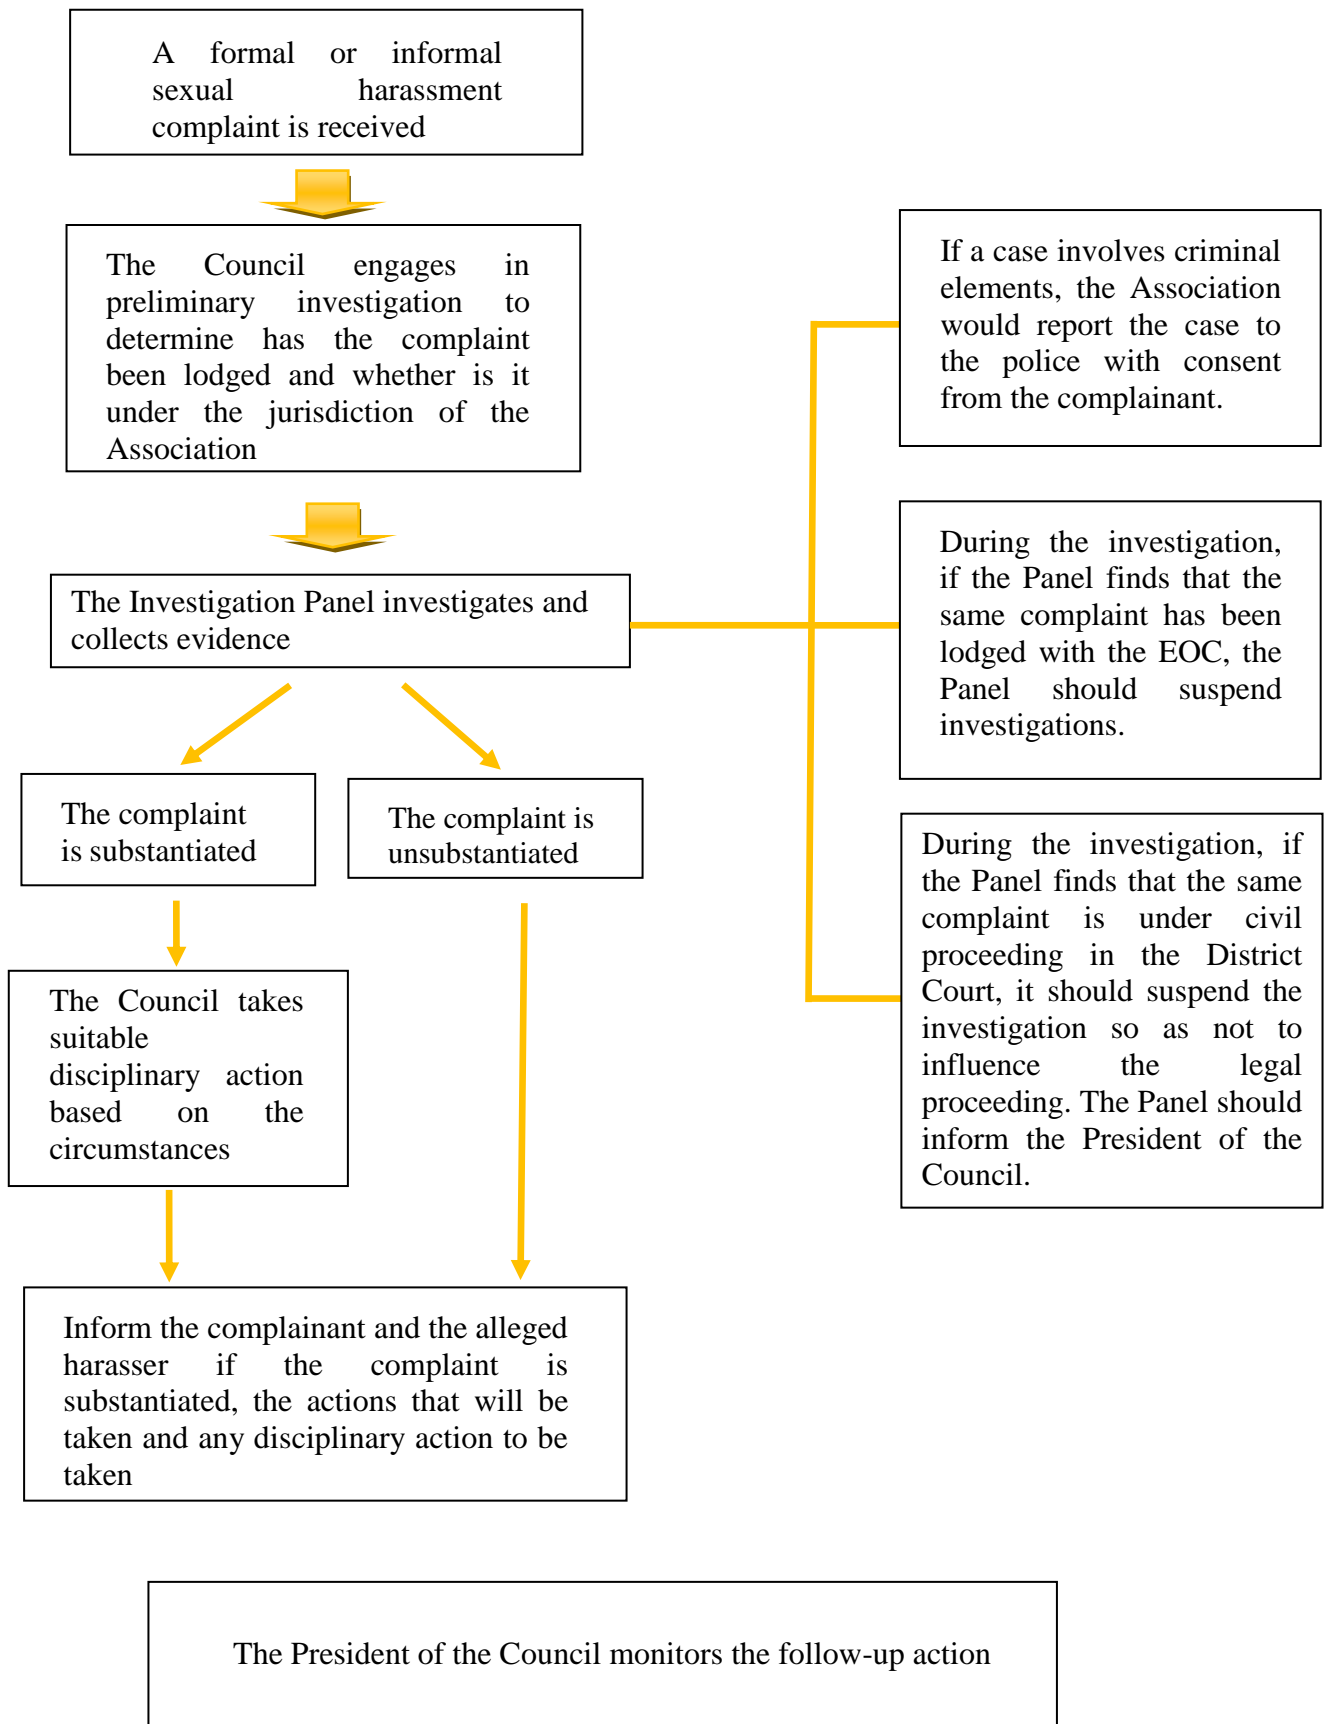 A formal or informal
sexual harassment
complaint is received
The Council engages in
preliminary investigation to
determine has the complaint
been lodged and whether is it
under the jurisdiction of the
Association
The Investigation Panel investigates and
collects evidence
If a case involves criminal
elements, the Association
would report the case to
the police with consent
from the complainant.
During the investigation,
if the Panel finds that the
same complaint has been
lodged with the EOC, the
Panel should suspend
investigations.
During the investigation, if
the Panel finds that the same
complaint is under civil
proceeding in the District
Court, it should suspend the
investigation so as not to
influence the legal
proceeding. The Panel should
inform the President of the
Council.
The complaint
is substantiated
The complaint is
unsubstantiated
The Council takes
suitable
disciplinary action
based on the
circumstances
Inform the complainant and the alleged
harasser if the complaint is
substantiated, the actions that will be
taken and any disciplinary action to be
taken
The President of the Council monitors the follow-up action